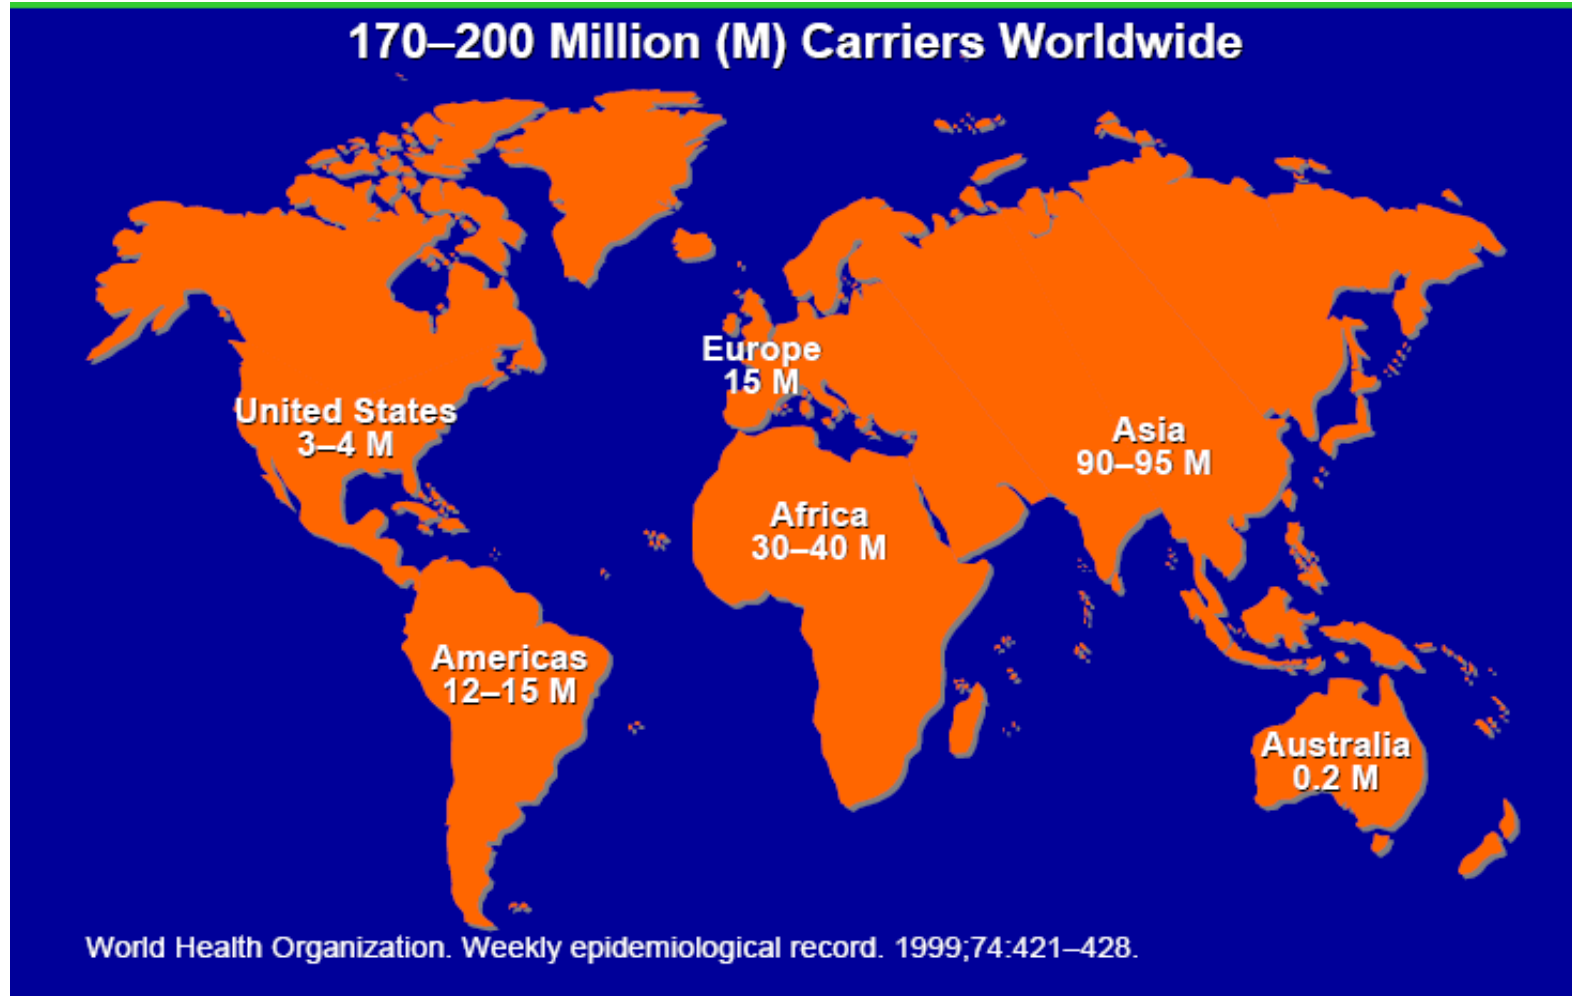 170–200 Million (M) Carriers Worldwide
Europe
15 M
United States
3–4 M
Asia
90–95 M
Africa
30–40 M
Americas
12–15 M
Australia
0.2 M
World Health Organization. Weekly epidemiological record. 1999;74:421–428.